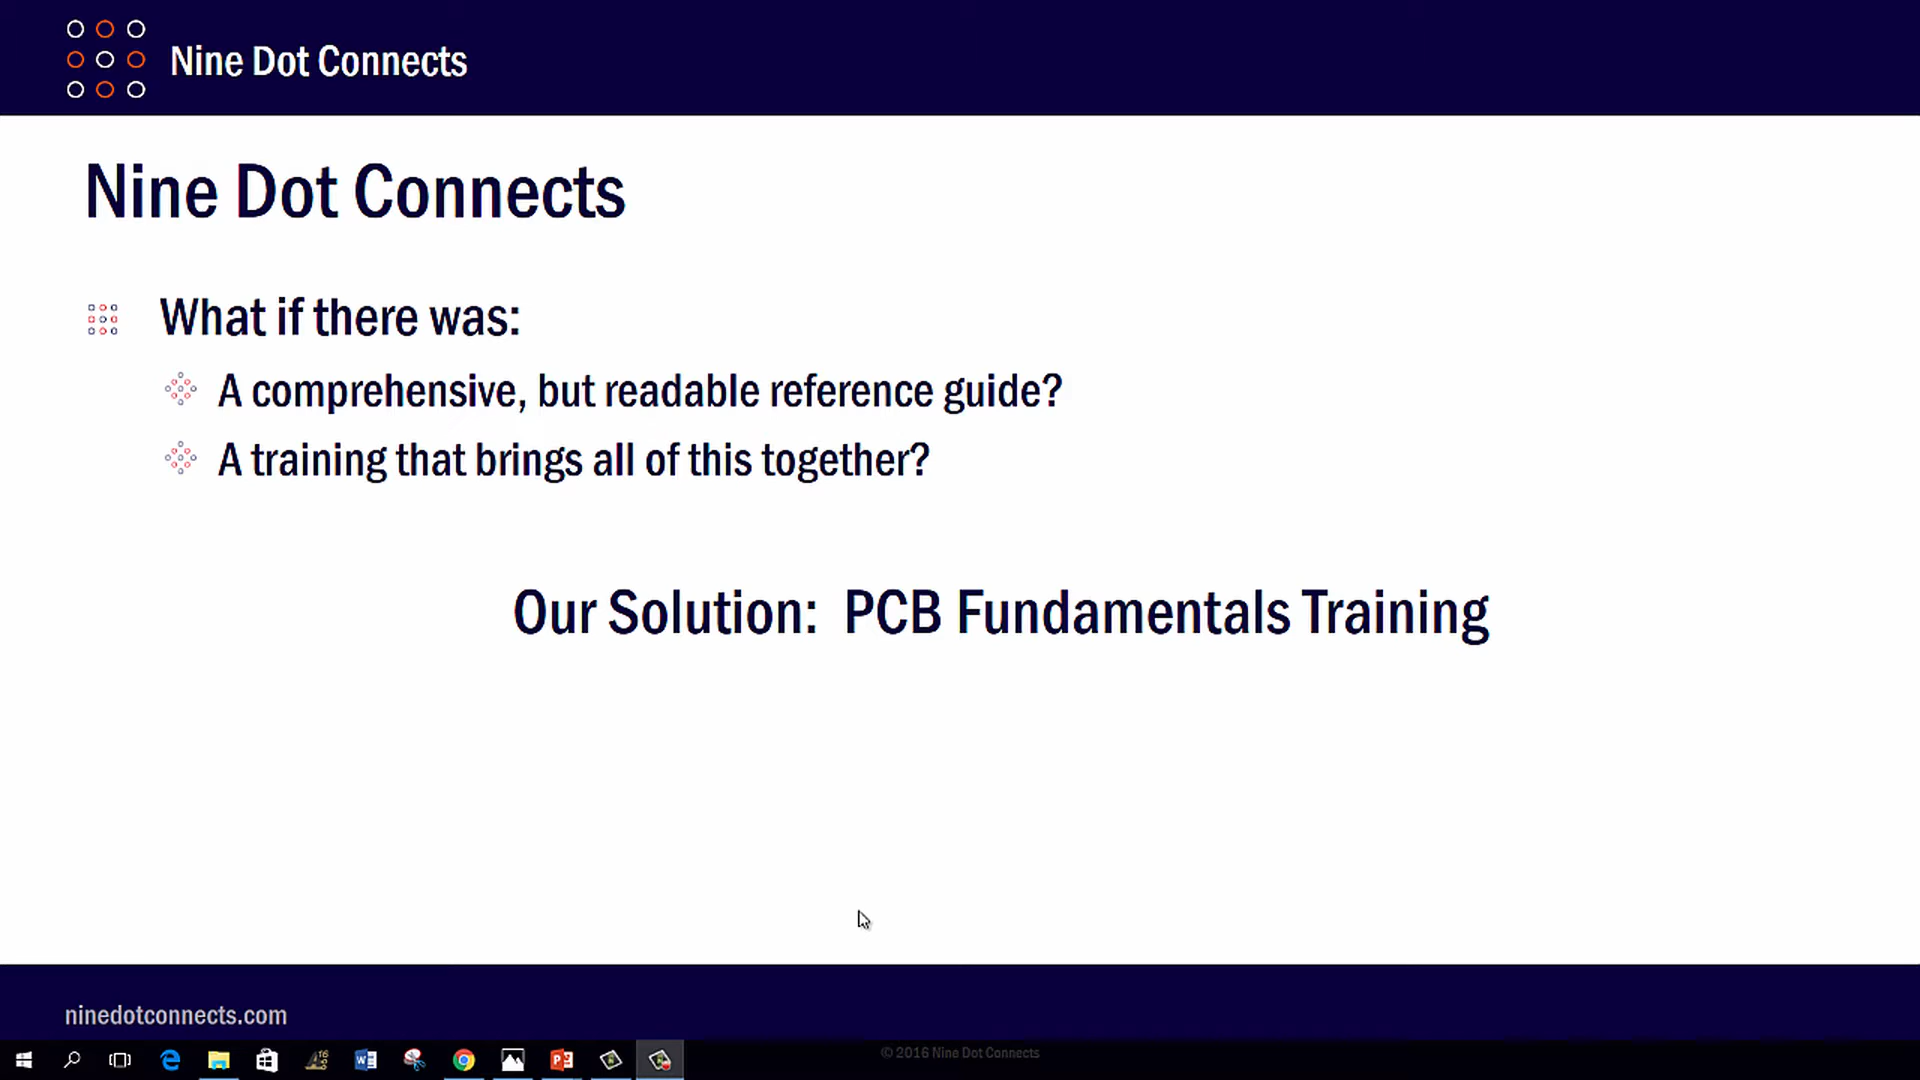 Nine Dot Connects
Nine Dot Connects
What if there was:
A comprehensive, but readable reference guide?
A training that brings all of this together?
Our Solution: PCB Fundamentals Training
ninedotconnects.com
© 2016 Nine Dot Connects